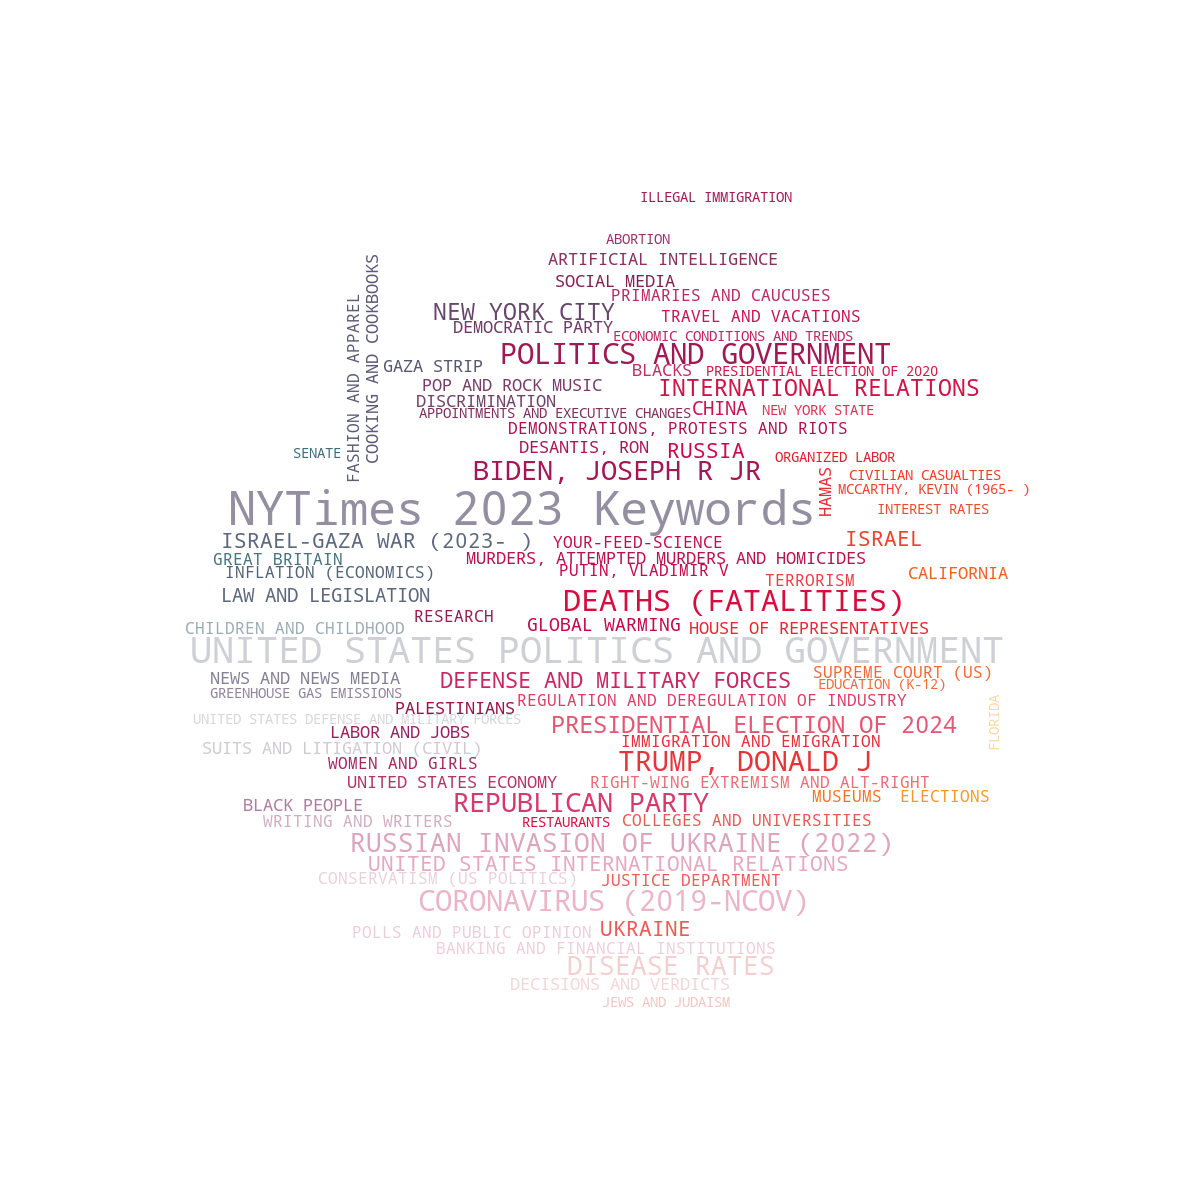 ILLEGAL IMMIGRATION
ABORTION
ARTIFICIAL INTELLIGENCE
SOCIAL MEDIA
PRIMARIES AND CAUCUSES
NEW YORK CITY
TRAVEL AND VACATIONS
DEMOCRATIC PARTY
ECONOMIC CONDITIONS AND TRENDS
COOKING AND COOKBOOKS
FASHION AND APPAREL
POLITICS AND GOVERNMENT
GAZA STRIP
BLACKS
PRESIDENTIAL ELECTION OF 2020
POP AND ROCK MUSIC
INTERNATIONAL RELATIONS
DISCRIMINATION
APPOINTMENTS AND EXECUTIVE CHANGES
CHINA
NEW YORK STATE
DEMONSTRATIONS, PROTESTS AND RIOTS
DESANTIS, RON
RUSSIA
SENATE
ORGANIZED LABOR
BIDEN, JOSEPH R JR
HAMAS
CIVILIAN CASUALTIES
MCCARTHY, KEVIN (1965- )
NYTimes 2023 Keywords
INTEREST RATES
ISRAEL-GAZA WAR (2023- )
YOUR-FEED-SCIENCE
ISRAEL
GREAT BRITAIN
MURDERS, ATTEMPTED MURDERS AND HOMICIDES
INFLATION (ECONOMICS)
PUTIN, VLADIMIR V
TERRORISM
CALIFORNIA
LAW AND LEGISLATION
DEATHS (FATALITIES)
RESEARCH
GLOBAL WARMING
HOUSE OF REPRESENTATIVES
CHILDREN AND CHILDHOOD
UNITED STATES POLITICS AND GOVERNMENT
NEWS AND NEWS MEDIA
DEFENSE AND MILITARY FORCES
SUPREME COURT (US)
EDUCATION (K-12)
GREENHOUSE GAS EMISSIONS
REGULATION AND DEREGULATION OF INDUSTRY
PALESTINIANS
FLORIDA
UNITED STATES DEFENSE AND MILITARY FORCES
PRESIDENTIAL ELECTION OF 2024
LABOR AND JOBS
IMMIGRATION AND EMIGRATION
SUITS AND LITIGATION (CIVIL)
WOMEN AND GIRLS
TRUMP, DONALD J
UNITED STATES ECONOMY
RIGHT-WING EXTREMISM AND ALT-RIGHT
MUSEUMS
ELECTIONS
BLACK PEOPLE
REPUBLICAN PARTY
WRITING AND WRITERS
RESTAURANTS
COLLEGES AND UNIVERSITIES
RUSSIAN INVASION OF UKRAINE (2022)
UNITED STATES INTERNATIONAL RELATIONS
CONSERVATISM (US POLITICS)
JUSTICE DEPARTMENT
CORONAVIRUS (2019-NCOV)
POLLS AND PUBLIC OPINION
UKRAINE
BANKING AND FINANCIAL INSTITUTIONS
DISEASE RATES
DECISIONS AND VERDICTS
JEWS AND JUDAISM